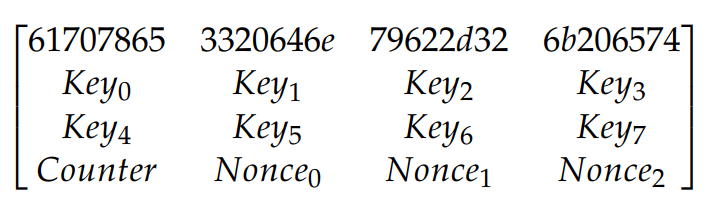 61707865 3320646e 79622d32 6b206574
Key0 Key1 Key2 Key3
Key4 Key5 Key6 Key7
Counter Nonce0 Nonce1 Nonce2